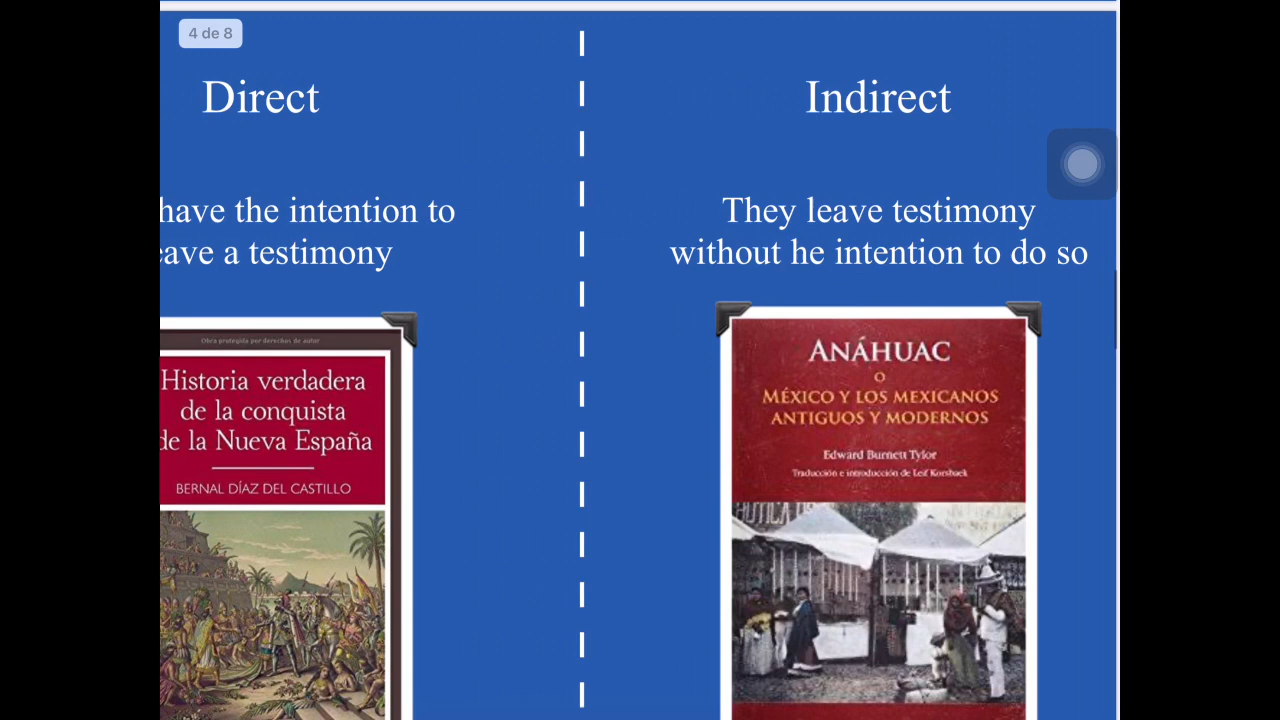 4 de 8
Direct
Indirect
have the intention to
eave a testimony
They leave testimony
without he intention to do so
Obra protegida por derechos de autor
Historia verdadera
de la conquista
de la Nueva España
BERNAL DÍAZ DEL CASTILLO
ANÁHUAC
O
MÉXICO Y LOS MEXICANOS
ANTIGUOS Y MODERNOS
Edward Burnett Tylor
Traducción e introducción de Leif Korsbaek